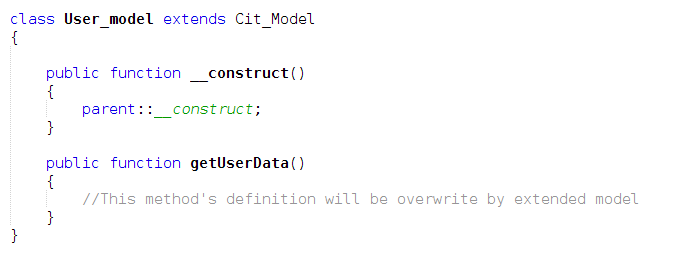 class User_model extends Cit_Model
{
public function __construct()
{
parent::__construct;
}
public function getUserData()
{
//This method's definition will be overwrite by extended model
}
}